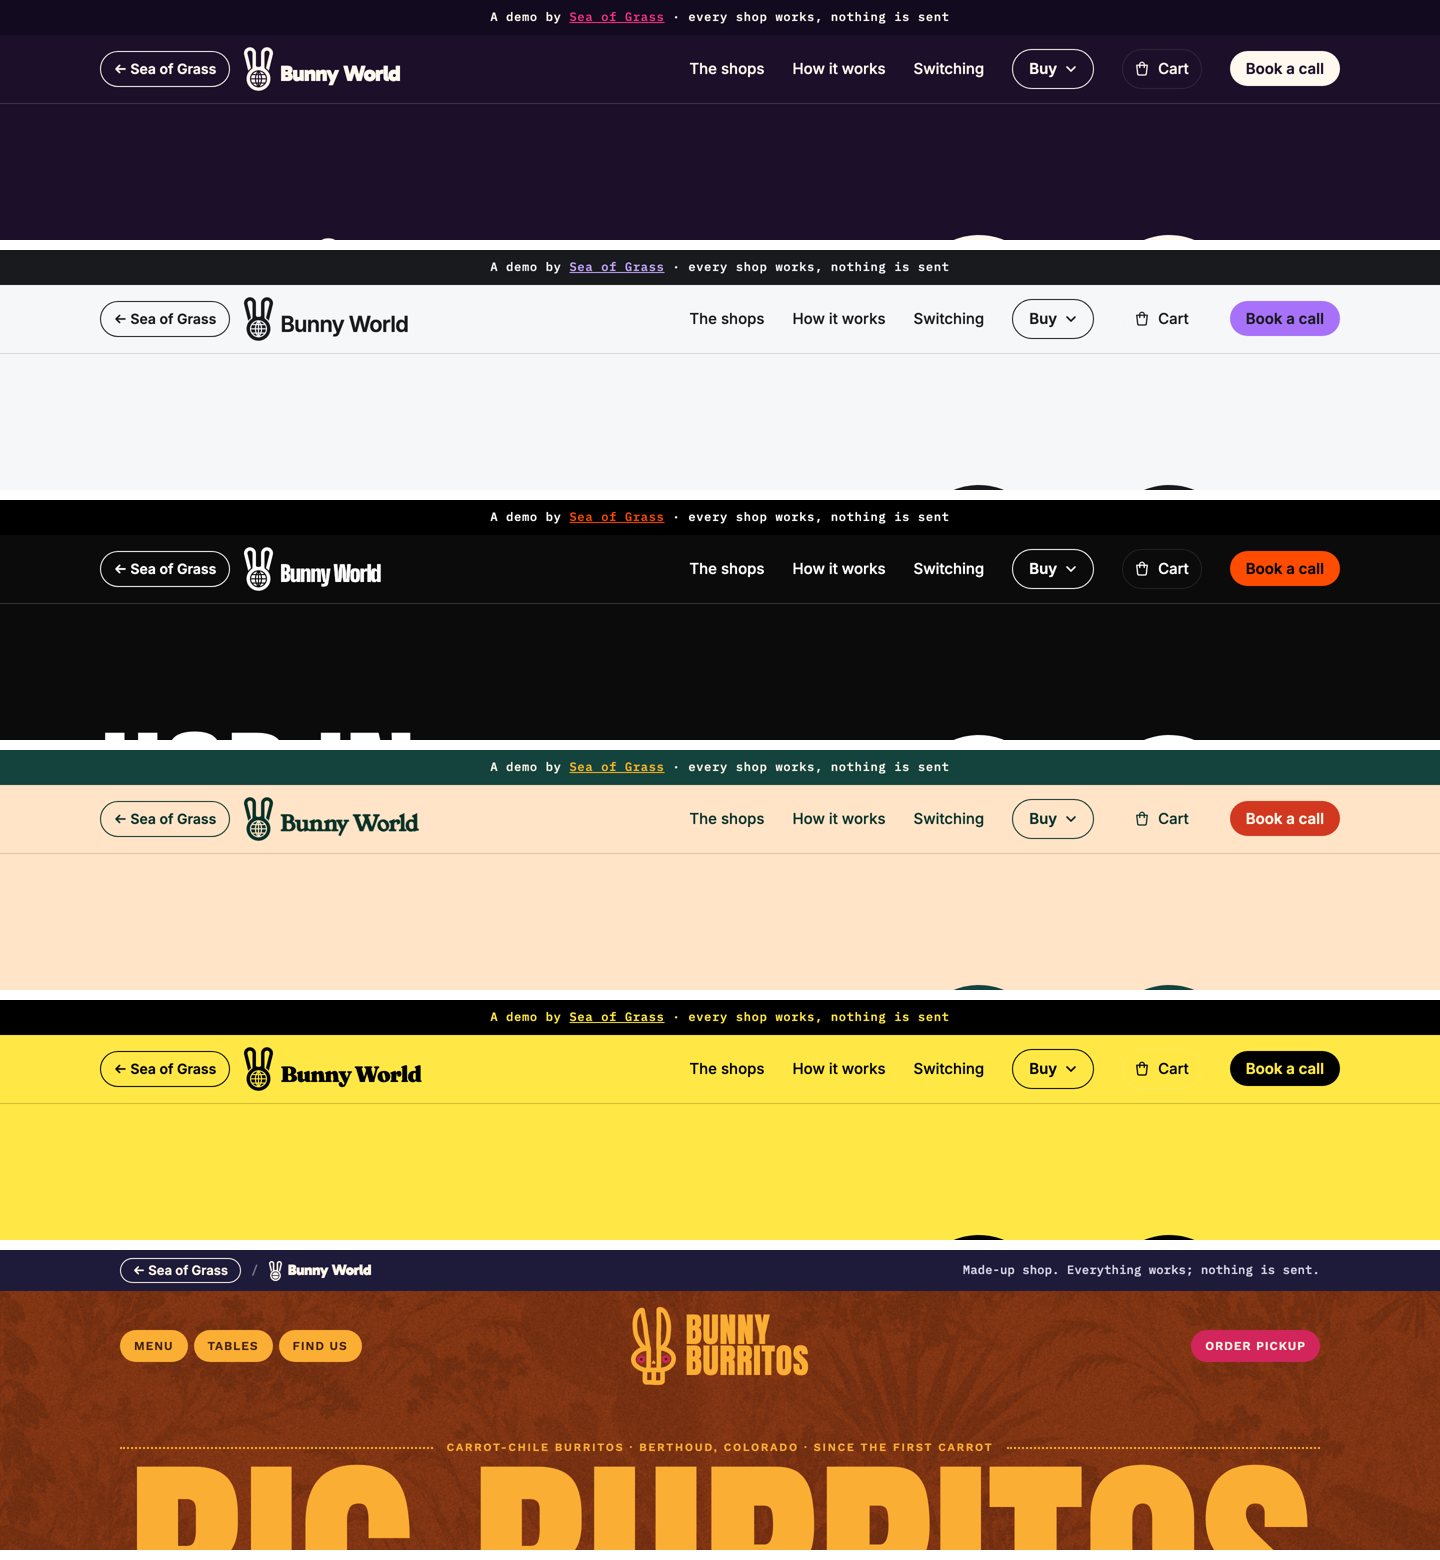 A demo by Sea of Grass · every shop works, nothing is sent
← Sea of Grass Bunny World The shops How it works Switching Buy Cart Book a call
A demo by Sea of Grass · every shop works, nothing is sent
← Sea of Grass Bunny World The shops How it works Switching Buy Cart Book a call
A demo by Sea of Grass · every shop works, nothing is sent
← Sea of Grass Bunny World The shops How it works Switching Buy Cart Book a call
HOP IN
A demo by Sea of Grass · every shop works, nothing is sent
← Sea of Grass Bunny World The shops How it works Switching Buy Cart Book a call
A demo by Sea of Grass · every shop works, nothing is sent
← Sea of Grass Bunny World The shops How it works Switching Buy Cart Book a call
← Sea of Grass / Bunny World Made-up shop. Everything works; nothing is sent.
MENU TABLES FIND US BUNNY BURRITOS ORDER PICKUP
CARROT-CHILE BURRITOS · BERTHOUD, COLORADO · SINCE THE FIRST CARROT
BIG BURRITOS